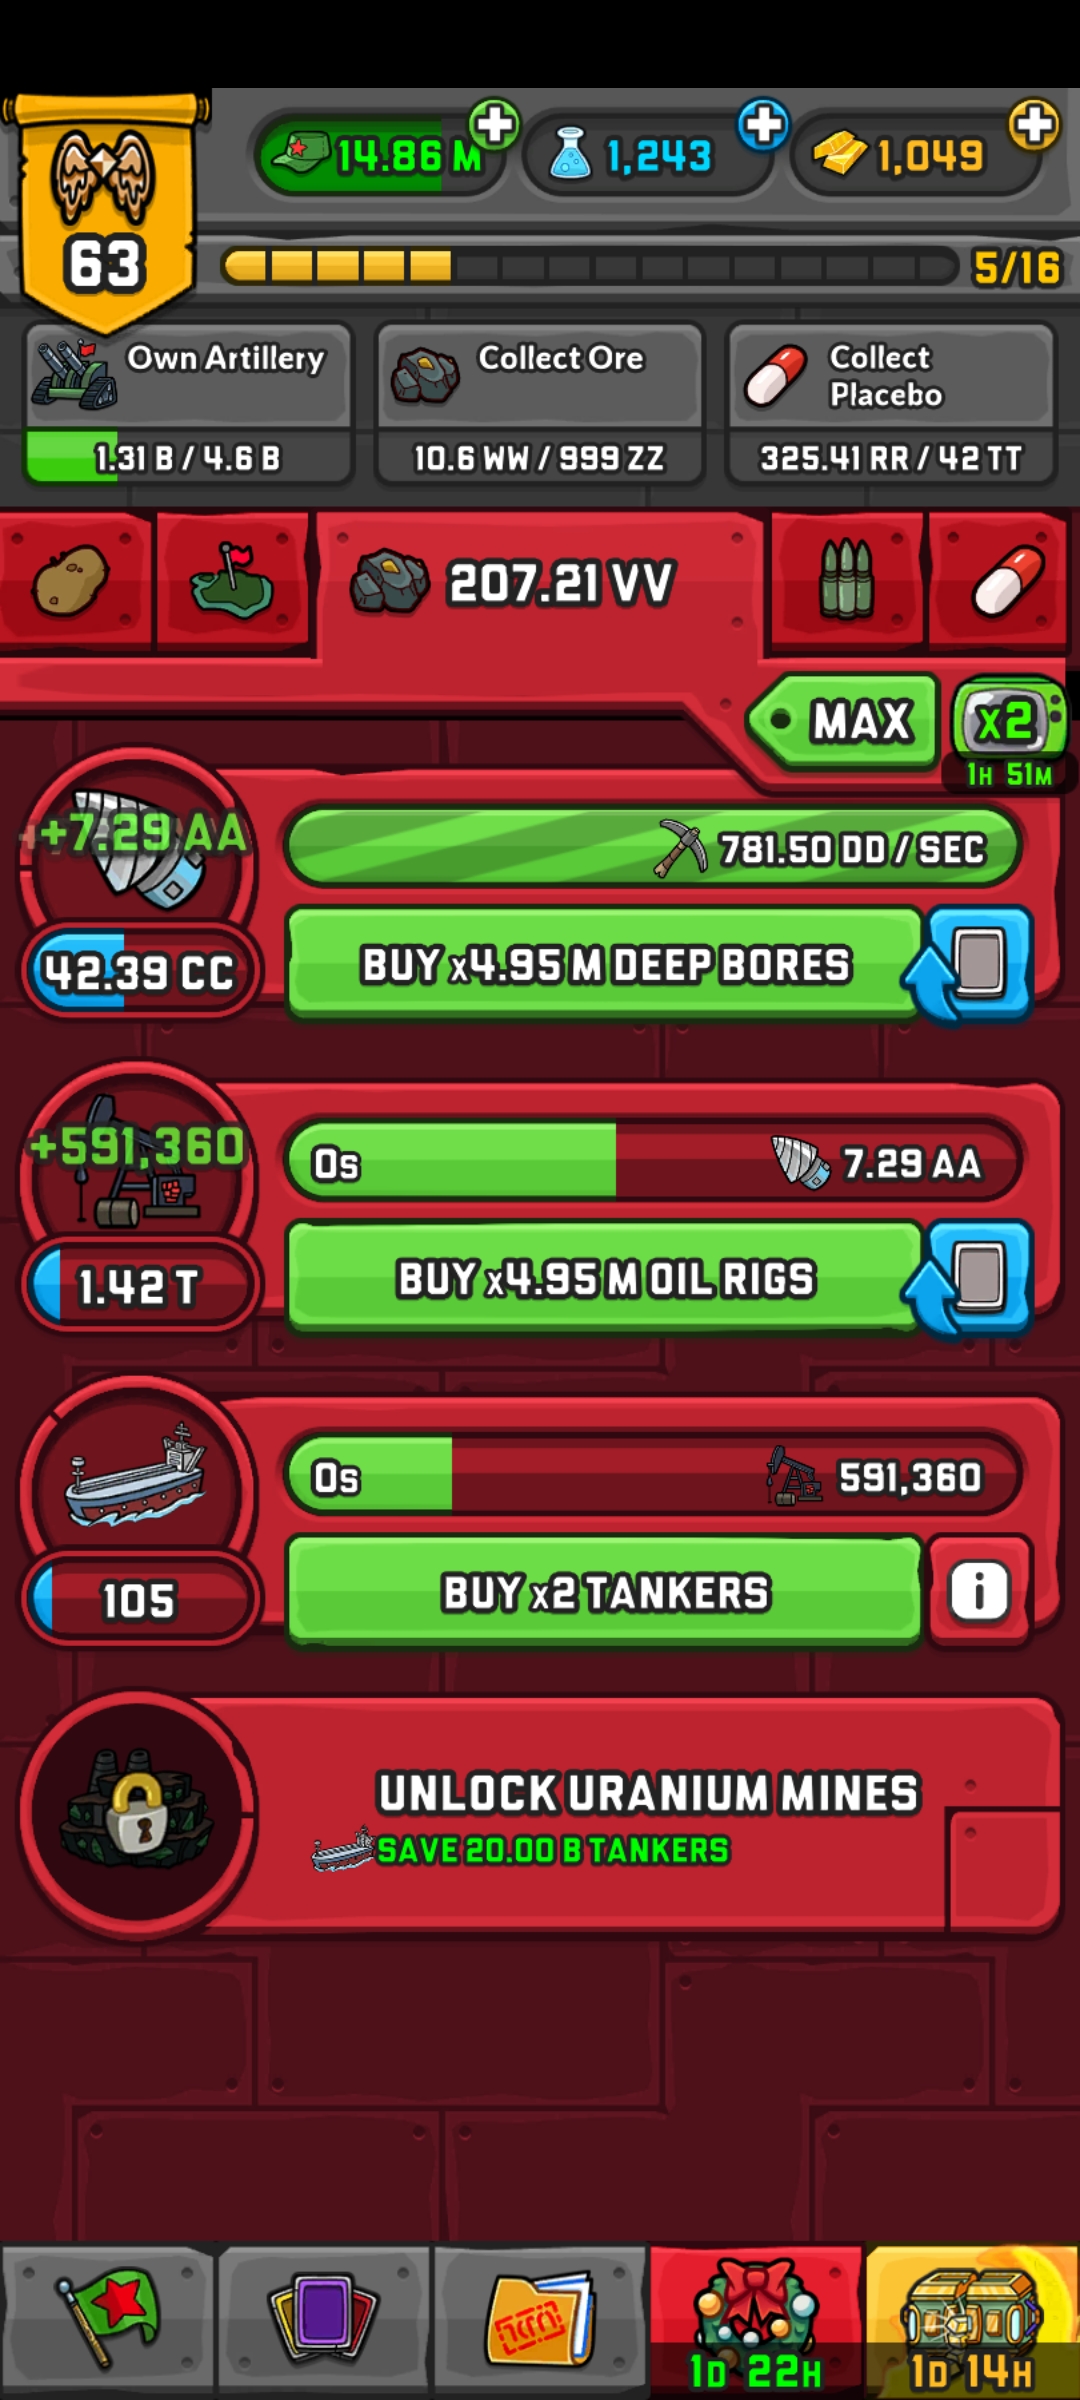 14.86 M
1,243
1,049
63
5/16
Own Artillery
Collect Ore
Collect
Placebo
1.31 B / 4.6 B
10.6 WW / 999 ZZ
325.41 RR / 42 TT
207.21 VV
MAX
x2
1H 51M
+7.29 AA
781.50 DD / SEC
42.39 CC
BUY x4.95 M DEEP BORES
+591,360
0s
7.29 AA
1.42 T
BUY x4.95 M OIL RIGS
0s
591,360
105
BUY x2 TANKERS
i
UNLOCK URANIUM MINES
SAVE 20.00 B TANKERS
1D 22H
1D 14H